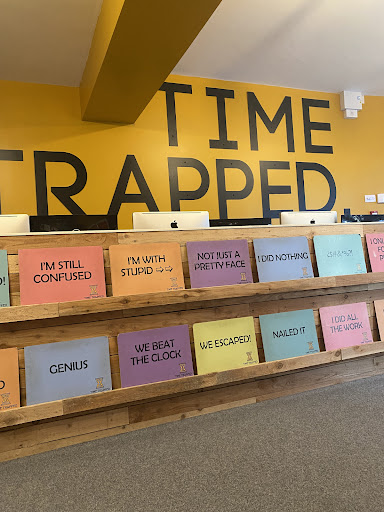 TIME
TRAPPED
I'M STILL
CONFUSED
I'M WITH
STUPID
NOT JUST A
PRETTY FACE
I DID NOTHING
GENIUS
WE BEAT
THE CLOCK
WE ESCAPED!
NAILED IT
I DID ALL
THE WORK